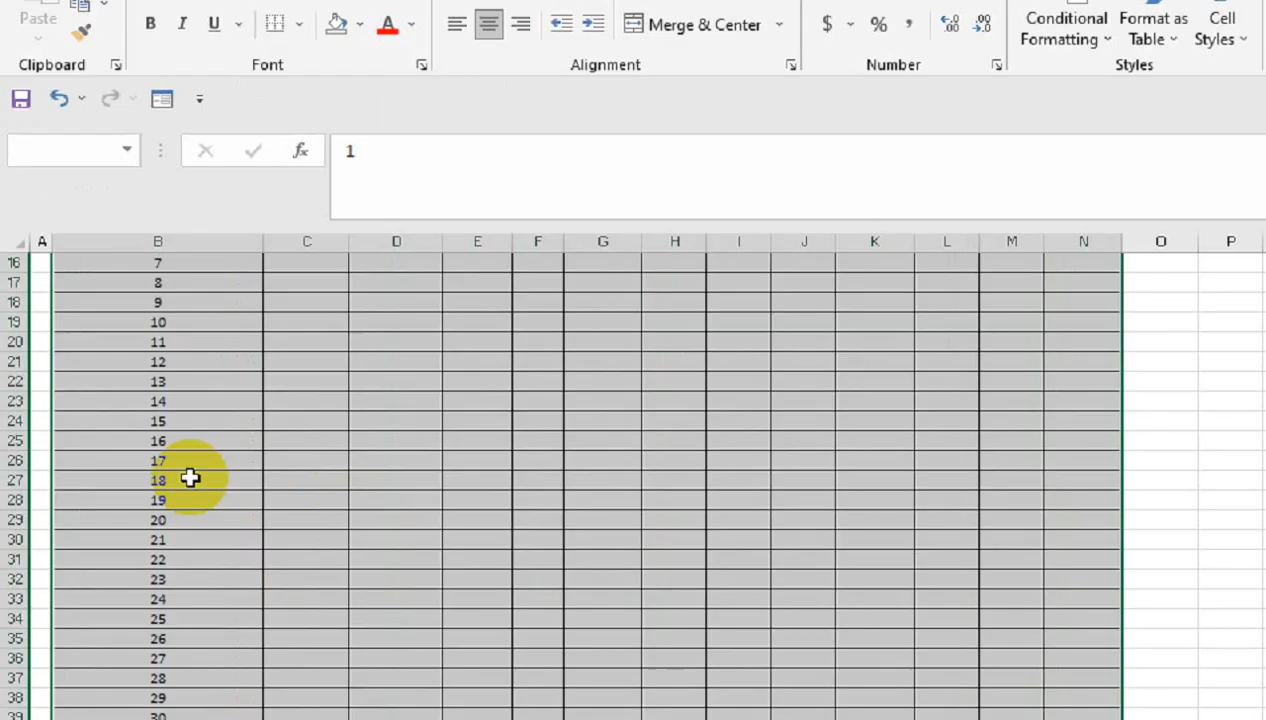 Paste
B I U
Merge & Center
$ % ,
Conditional Formatting
Format as Table
Cell Styles
Clipboard
Font
Alignment
Number
Styles
fx
1
A B C D E F G H I J K L M N O P
16 7
17 8
18 9
19 10
20 11
21 12
22 13
23 14
24 15
25 16
26 17
27 18
28 19
29 20
30 21
31 22
32 23
33 24
34 25
35 26
36 27
37 28
38 29
39 30